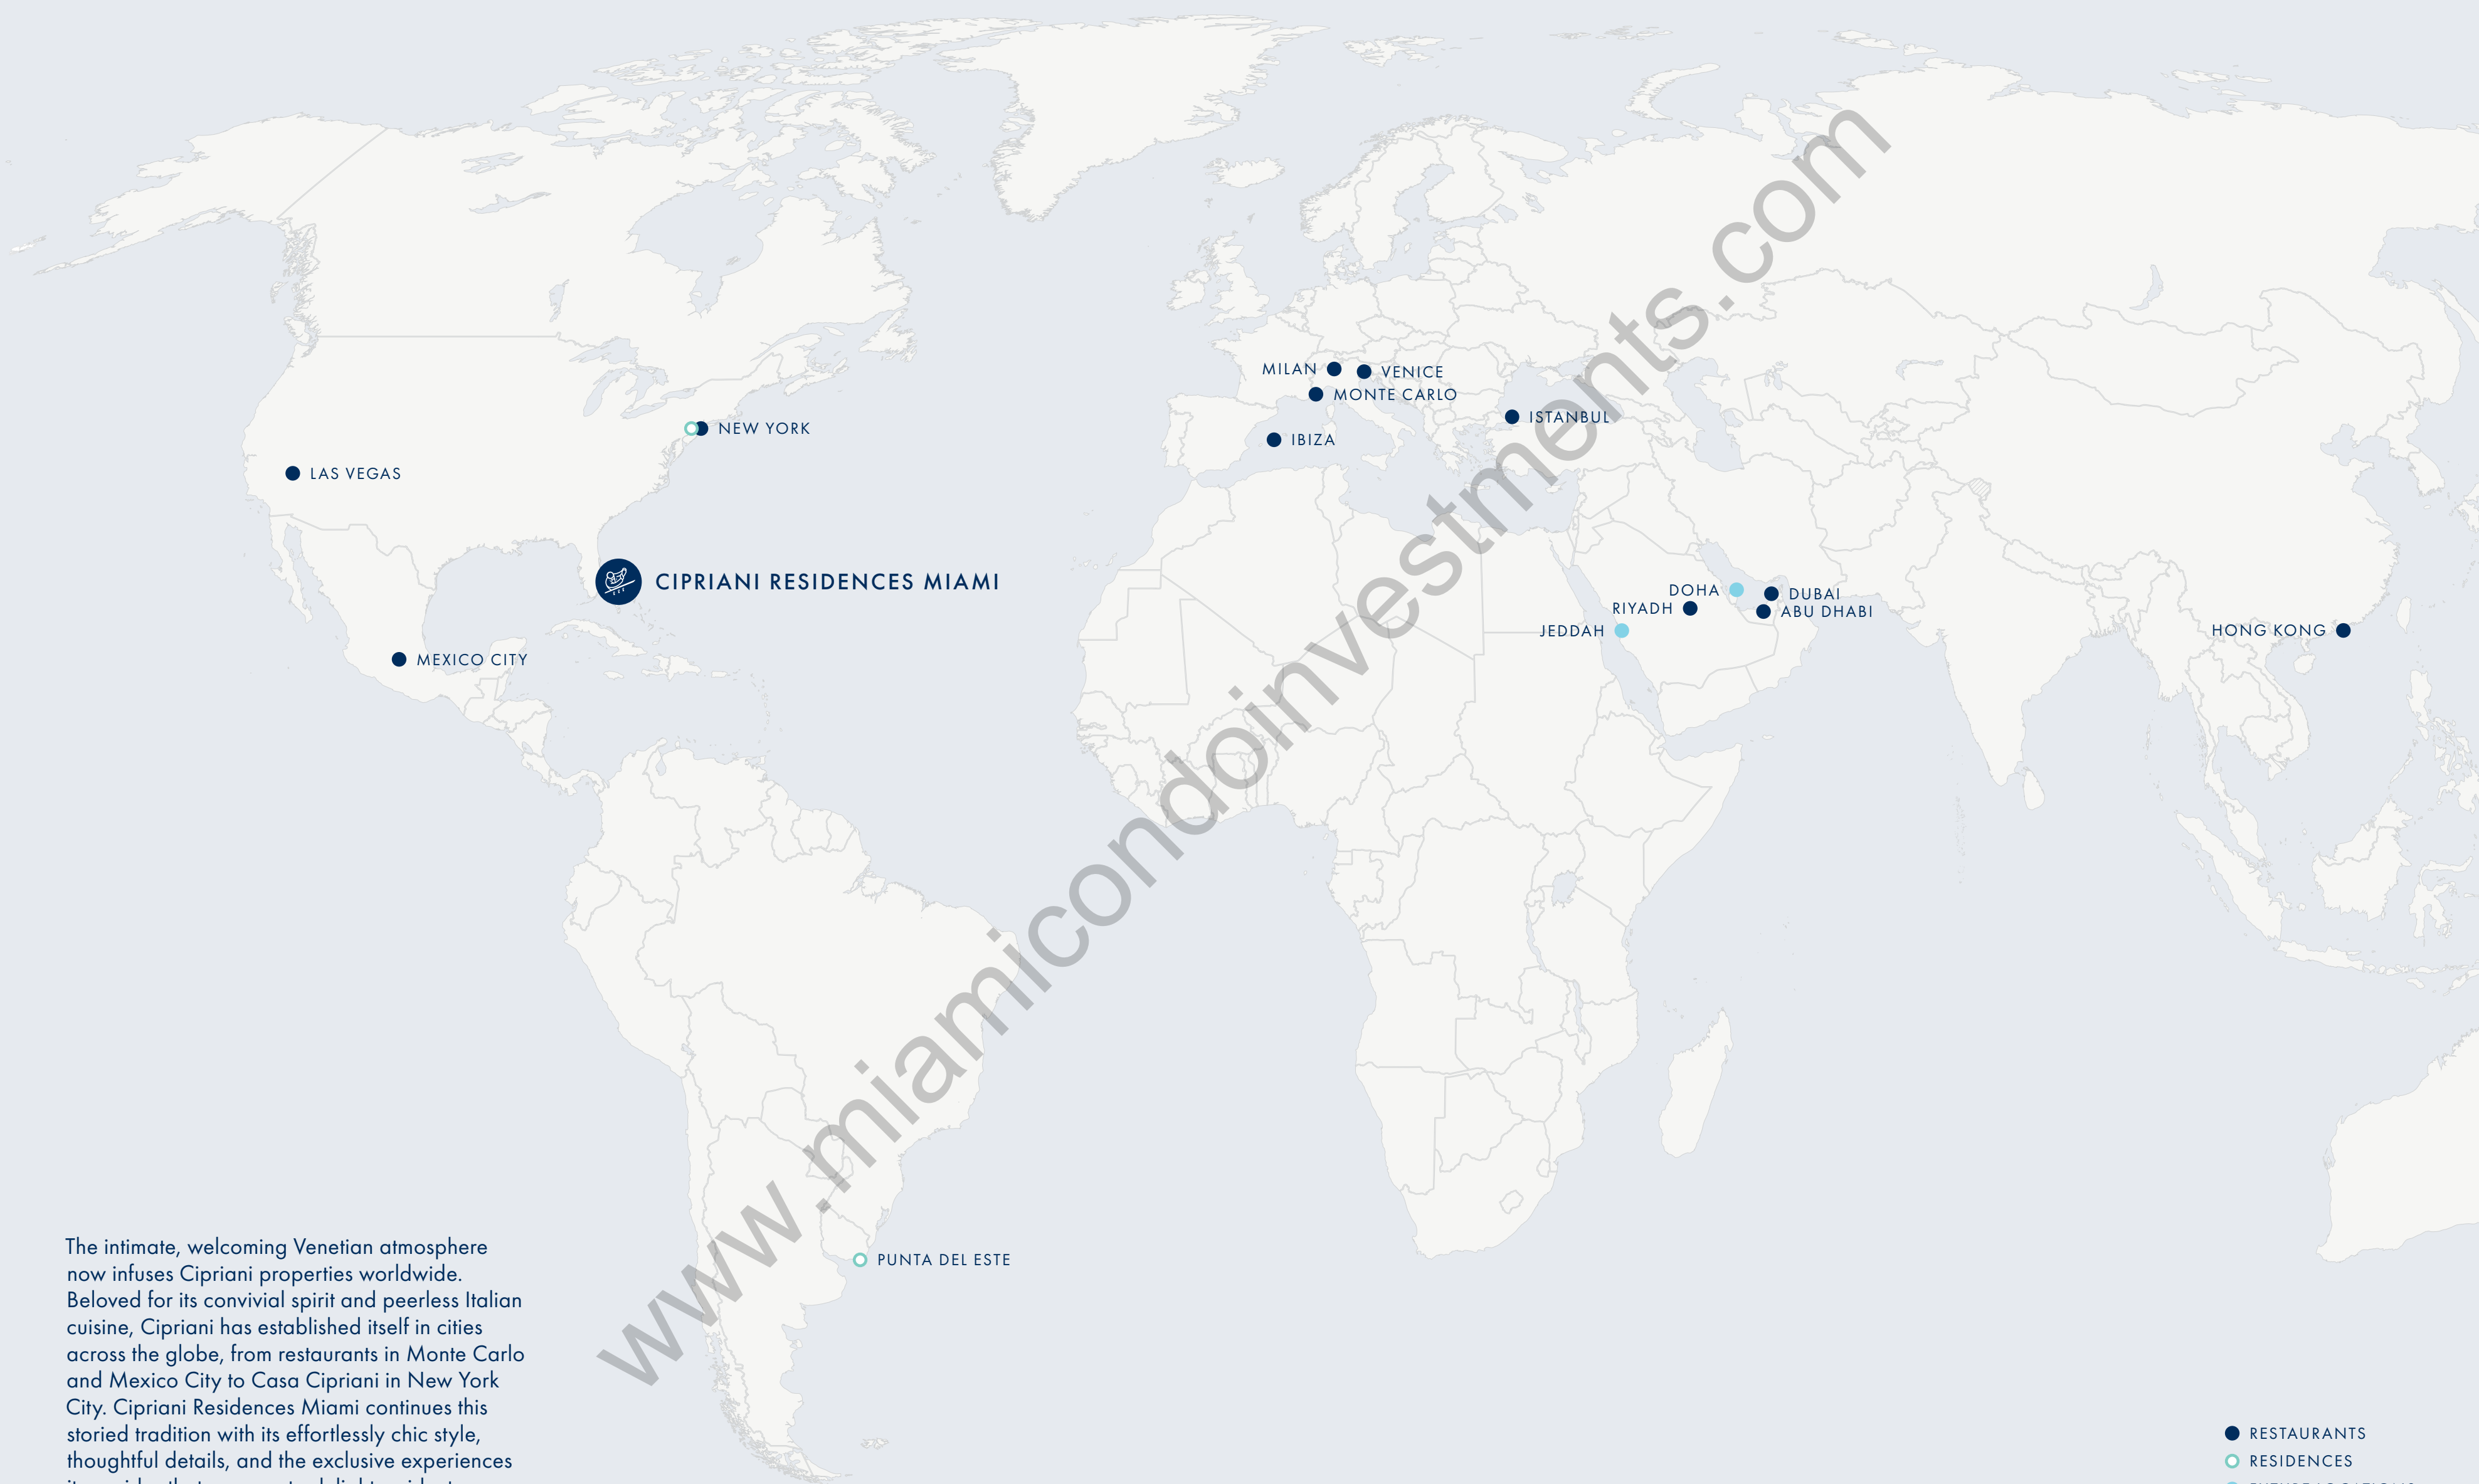 MILAN
VENICE
MONTE CARLO
NEW YORK
ISTANBUL
IBIZA
LAS VEGAS
CIPRIANI RESIDENCES MIAMI
DOHA
DUBAI
RIYADH
ABU DHABI
JEDDAH
HONG KONG
MEXICO CITY
www.miamicondoinvestments.com
PUNTA DEL ESTE
The intimate, welcoming Venetian atmosphere
now infuses Cipriani properties worldwide.
Beloved for its convivial spirit and peerless Italian
cuisine, Cipriani has established itself in cities
across the globe, from restaurants in Monte Carlo
and Mexico City to Casa Cipriani in New York
City. Cipriani Residences Miami continues this
storied tradition with its effortlessly chic style,
thoughtful details, and the exclusive experiences
RESTAURANTS
RESIDENCES